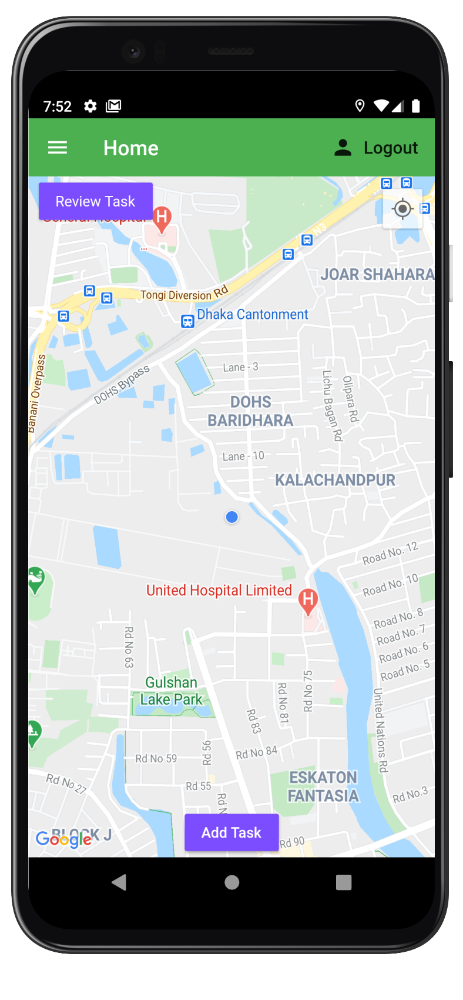 7:52
Home
Logout
Review Task
General Hospital
N3
JOAR SHAHARA
Tongi Diversion Rd
Dhaka Cantonment
Banani Overpass
DOHS Bypass
Lane - 3
Lichu Bagan Rd
Olipara Rd
DOHS
BARIDHARA
Lane - 10
KALACHANDPUR
Road No. 12
United Hospital Limited
Road No. 10
Road No. 8
Road No. 7
Road No. 6
Road No. 5
Rd No 63
Gulshan
Lake Park
Rd No 81
Rd No 75
Rd 83
United Nations Rd
Rd No 59
Rd 56
Rd No 84
Rd No 27
Rd 55
Rd N
ESKATON
FANTASIA
Rd No.3
BLOCK J
Google
Add Task
Rd 90